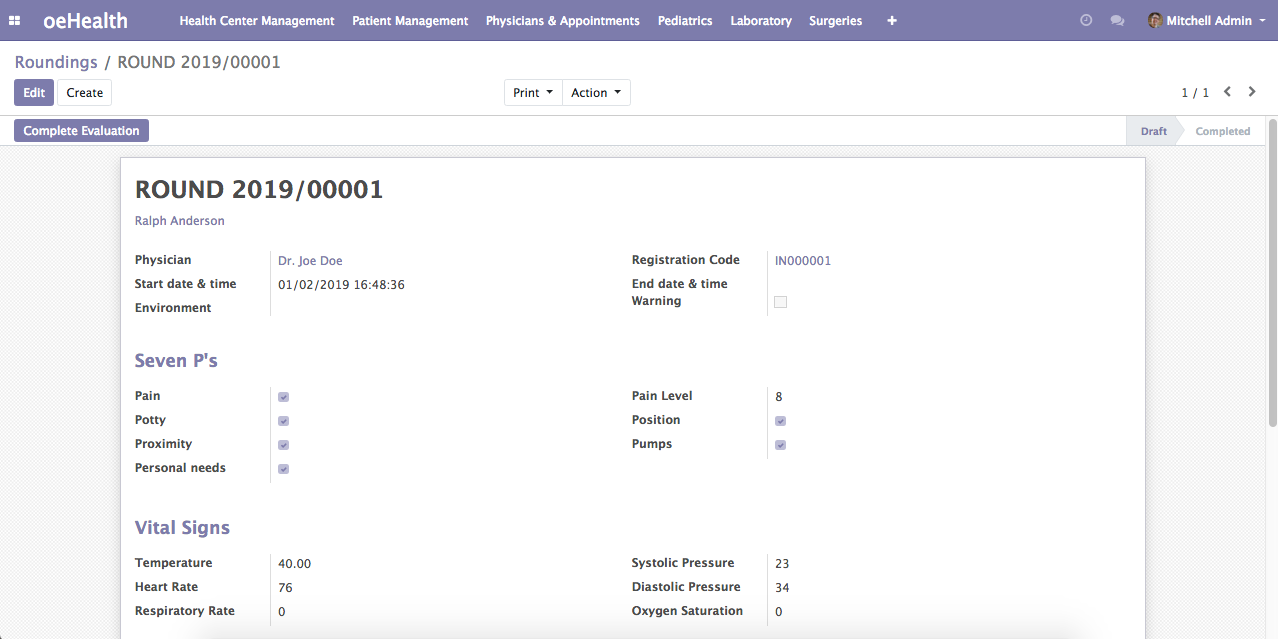 oeHealth Health Center Management Patient Management Physicians & Appointments Pediatrics Laboratory Surgeries + Mitchell Admin
Roundings / ROUND 2019/00001
Edit Create Print Action 1 / 1
Complete Evaluation Draft Completed
ROUND 2019/00001
Ralph Anderson
Physician Dr. Joe Doe Registration Code IN000001
Start date & time 01/02/2019 16:48:36 End date & time
Environment Warning
Seven P's
Pain Pain Level 8
Potty Position
Proximity Pumps
Personal needs
Vital Signs
Temperature 40.00 Systolic Pressure 23
Heart Rate 76 Diastolic Pressure 34
Respiratory Rate 0 Oxygen Saturation 0